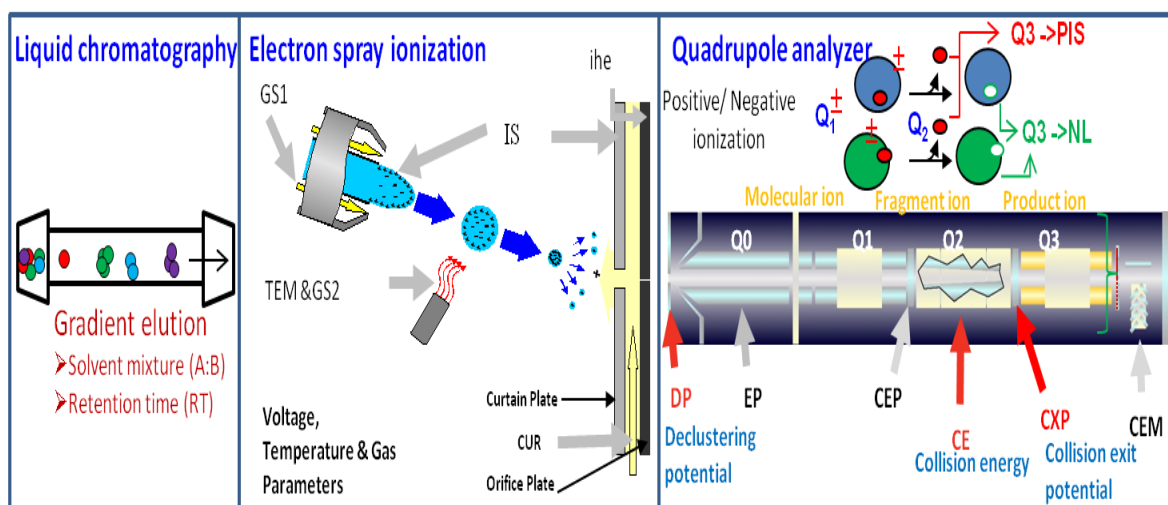 Liquid chromatography
Gradient elution
➢Solvent mixture (A:B)
➢Retention time (RT)
Electron spray ionization
ihe
GS1
IS
TEM &GS2
Voltage,
Temperature & Gas
Parameters
Curtain Plate
CUR
Orifice Plate
Quadrupole analyzer
Q3 ->PIS
Positive/ Negative
ionization
±
Q1
±
±
Q2
Q3 ->NL
Molecular ion
Fragment ion
Product ion
Q0
Q1
Q2
Q3
DP
EP
CEP
CE
CXP
CEM
Declustering
potential
Collision energy
Collision exit
potential